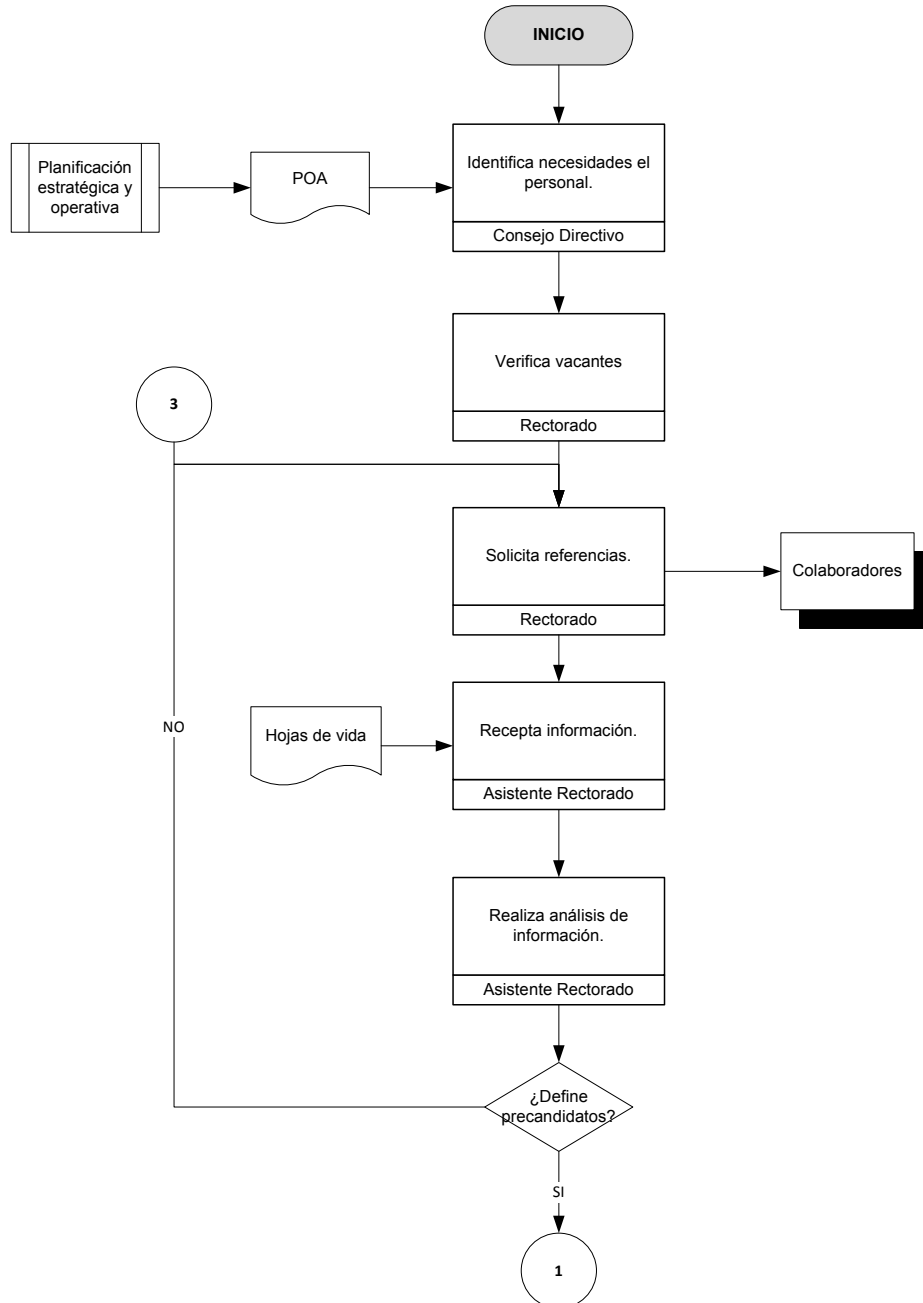 INICIO
Planificación
estratégica y
operativa
POA
Identifica necesidades el
personal.
Consejo Directivo
Verifica vacantes
Rectorado
3
Solicita referencias.
Rectorado
Colaboradores
NO
Hojas de vida
Recepta información.
Asistente Rectorado
Realiza análisis de
información.
Asistente Rectorado
¿Define
precandidatos?
SI
1